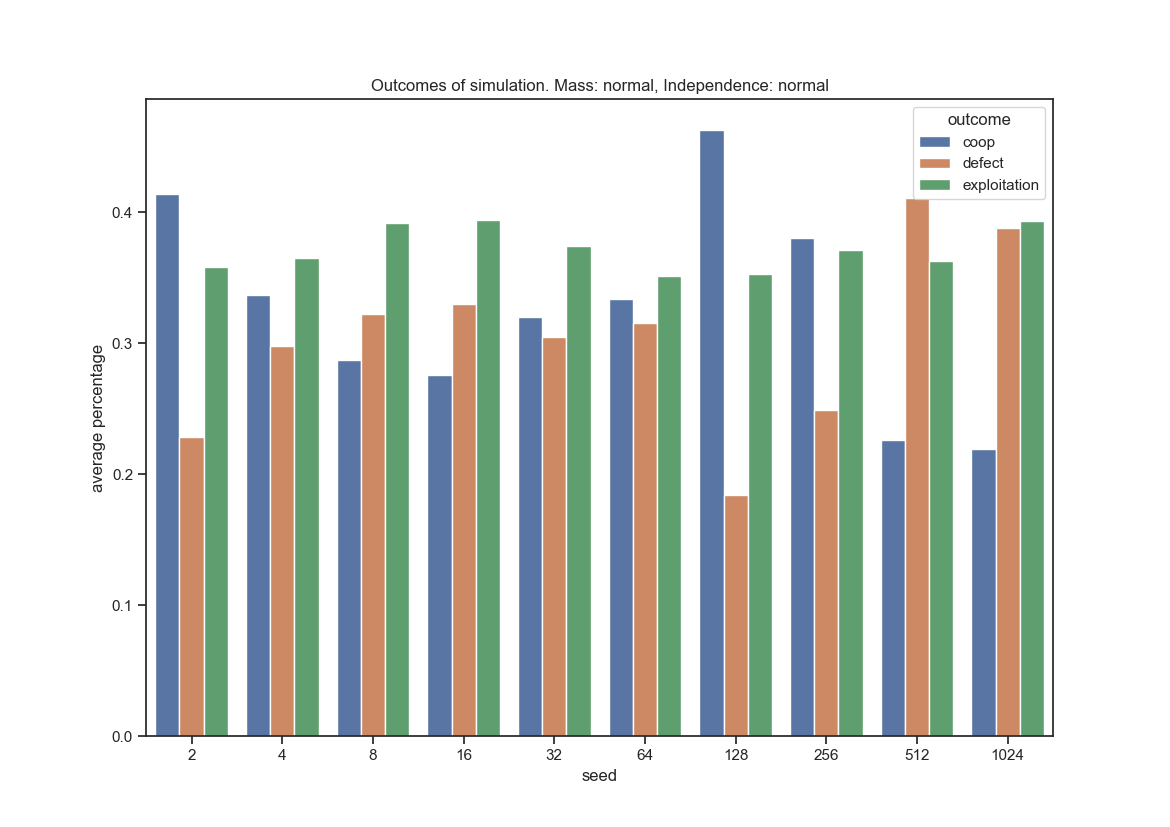 Outcomes of simulation. Mass: normal, Independence: normal
outcome
coop
defect
exploitation
average percentage
0.4
0.3
0.2
0.1
0.0
2 4 8 16 32 64 128 256 512 1024
seed